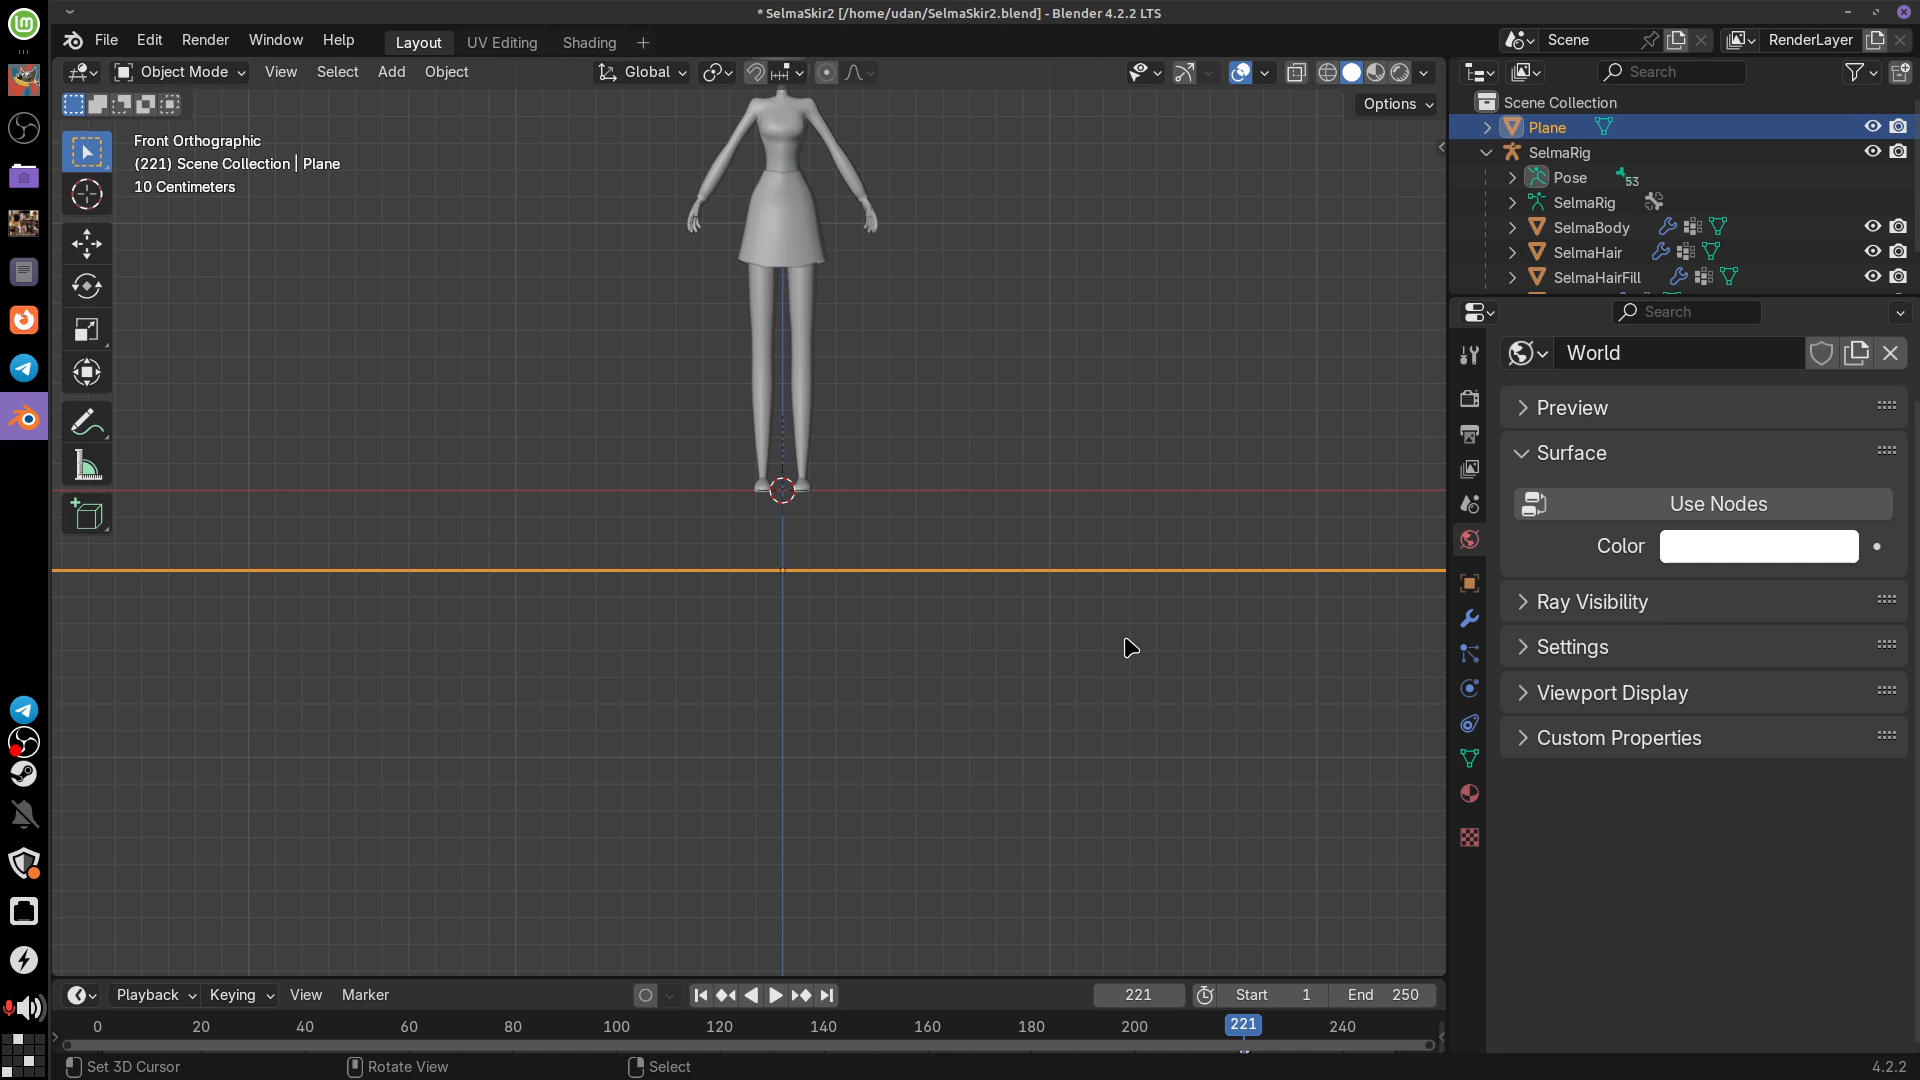 * SelmaSkir2 [/home/udan/SelmaSkir2.blend] - Blender 4.2.2 LTS
File Edit Render Window Help Layout UV Editing Shading + Scene RenderLayer
Object Mode View Select Add Object Global Search
Options
Front Orthographic
(221) Scene Collection | Plane
10 Centimeters
Scene Collection
Plane
SelmaRig
Pose 53
SelmaRig
SelmaBody
SelmaHair
SelmaHairFill
Search
World
Preview
Surface
Use Nodes
Color
Ray Visibility
Settings
Viewport Display
Custom Properties
Playback Keying View Marker 221 Start 1 End 250
0 20 40 60 80 100 120 140 160 180 200 221 240
Set 3D Cursor Rotate View Select 4.2.2